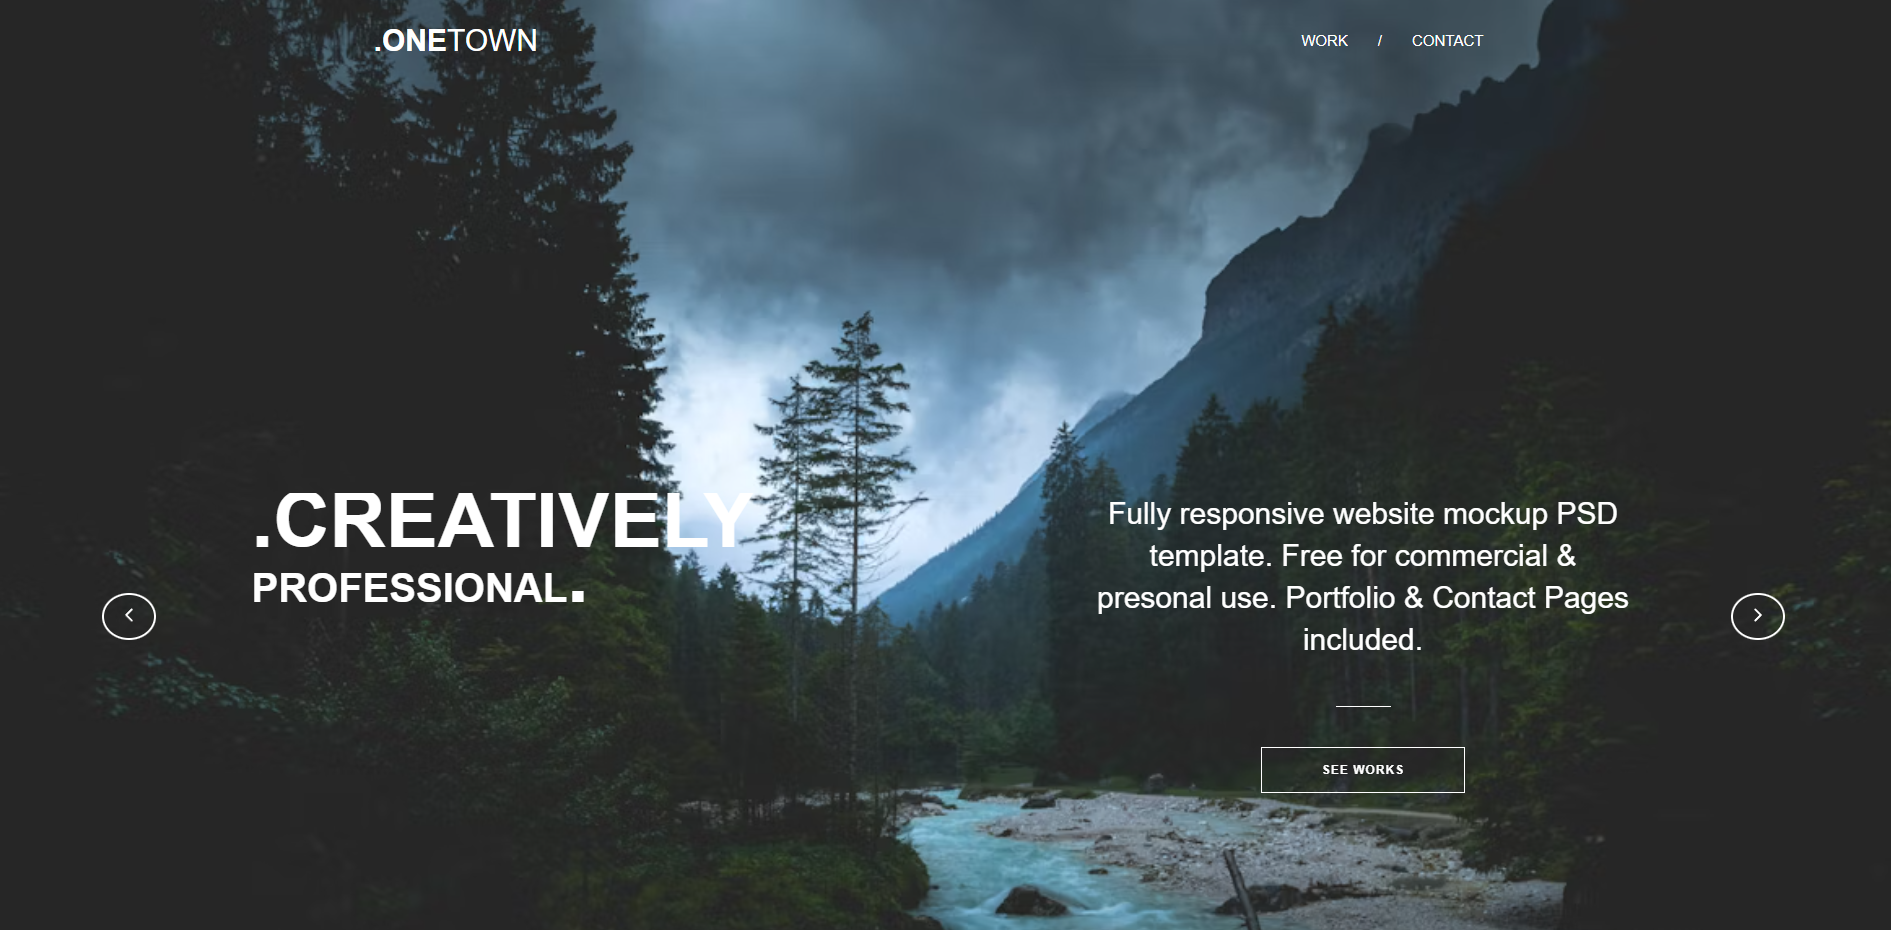 .ONETOWN
WORK / CONTACT
.CREATIVELY
PROFESSIONAL.
Fully responsive website mockup PSD
template. Free for commercial &
presonal use. Portfolio & Contact Pages
included.
SEE WORKS